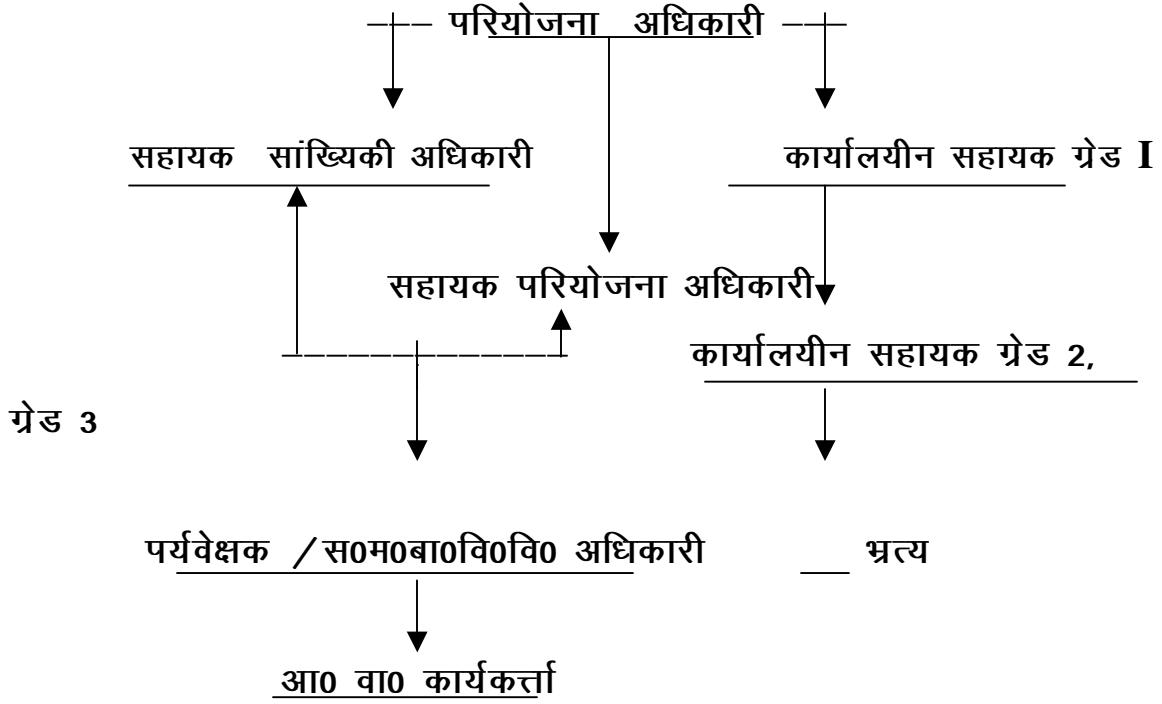 परियोजना अधिकारी
सहायक सांख्यिकी अधिकारी कार्यालयीन सहायक ग्रेड I
सहायक परियोजना अधिकारी
कार्यालयीन सहायक ग्रेड 2,
ग्रेड 3
पर्यवेक्षक /स0म0बा0वि0वि0 अधिकारी भ्रत्य
आ0 वा0 कार्यकर्त्ता